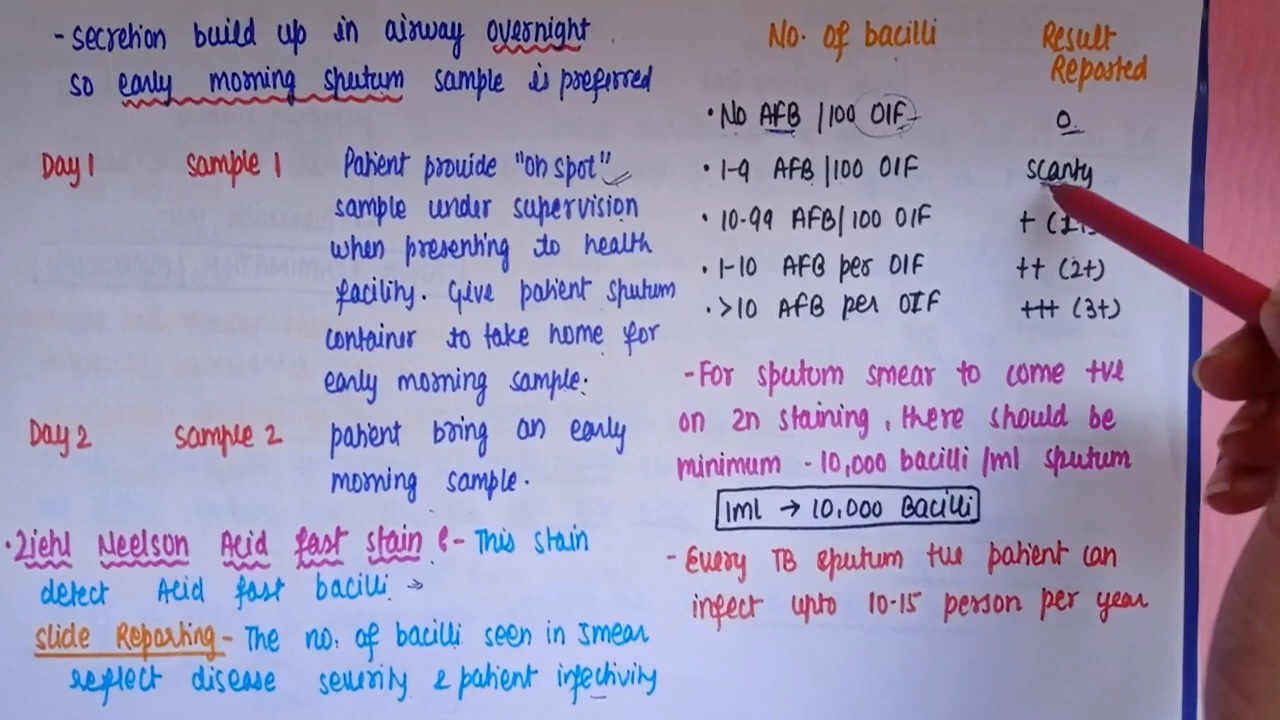 - secretion build up in airway overnight
so early morning sputum sample is preferred
Day 1 sample 1 Patient provide "on spot"
sample under supervision
when presenting to health
facility. Give patient sputum
container to take home for
early morning sample.
Day 2 sample 2 patient bring an early
morning sample.
• Ziehl Neelson Acid fast stain :- This stain
detect Acid fast bacilli →
Slide Reporting - The no. of bacilli seen in smear
reflect disease severity & patient infectivity
No. of bacilli Result
Reported
• No AFB /100 OIF 0
• 1-9 AFB/100 OIF scanty
• 10-99 AFB/100 OIF +
• 1-10 AFB per OIF ++ (2+)
• >10 AFB per OIF +++ (3+)
- For sputum smear to come +ve
on zn staining, there should be
minimum - 10,000 bacilli /ml sputum
1ml → 10,000 Bacilli
- Every TB sputum +ve patient can
infect upto 10-15 person per year